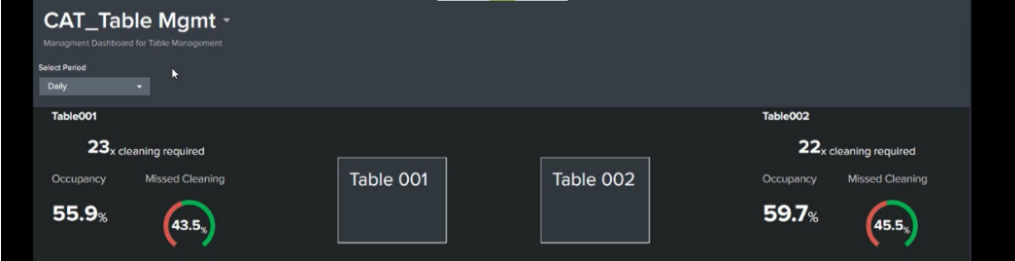 CAT_Table Mgmt
Managment Dashboard for Table Management
Select Period
Daily
Table001
23x cleaning required
Occupancy Missed Cleaning
55.9%
43.5%
Table 001
Table 002
Table002
22x cleaning required
Occupancy Missed Cleaning
59.7%
45.5%